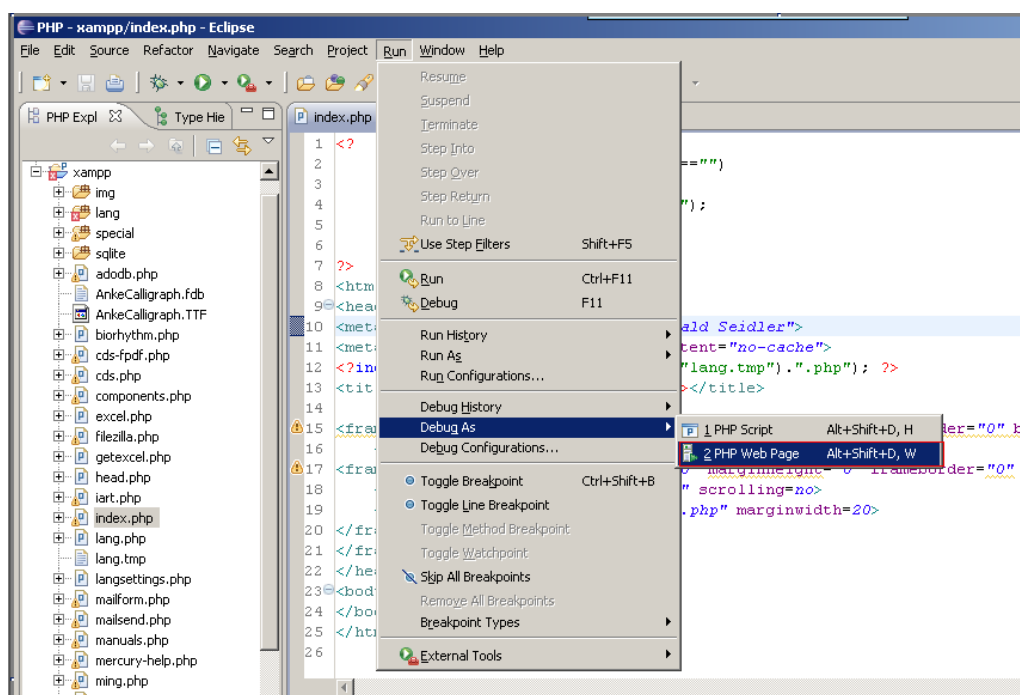 PHP - xampp/index.php - Eclipse
File Edit Source Refactor Navigate Search Project Run Window Help
PHP Expl Type Hie
xampp
img
lang
special
sqlite
adodb.php
AnkeCalligraph.fdb
AnkeCalligraph.TTF
biorhythm.php
cds-fpdf.php
cds.php
components.php
excel.php
filezilla.php
getexcel.php
head.php
iart.php
index.php
lang.php
lang.tmp
langsettings.php
mailform.php
mailsend.php
manuals.php
mercury-help.php
ming.php
index.php
1 <?
2 =="")
3
4 ");
5
6
7 ?>
8 <htm
9 <hea
10 <met ald Seidler">
11 <met tent="no-cache">
12 <?in "lang.tmp").".php"); ?>
13 <tit ></title>
14
15 <fra der="0" b
16
17 <fra 0" marginheight="0" frameborder="0"
18 " scrolling=no>
19 .php" marginwidth=20>
20 </fr
21 </fr
22 </he
23 <bod
24 </bo
25 </ht
26
Resume
Suspend
Terminate
Step Into
Step Over
Step Return
Run to Line
Use Step Filters Shift+F5
Run Ctrl+F11
Debug F11
Run History
Run As
Run Configurations...
Debug History
Debug As
Debug Configurations...
Toggle Breakpoint Ctrl+Shift+B
Toggle Line Breakpoint
Toggle Method Breakpoint
Toggle Watchpoint
Skip All Breakpoints
Remove All Breakpoints
Breakpoint Types
External Tools
1 PHP Script Alt+Shift+D, H
2 PHP Web Page Alt+Shift+D, W